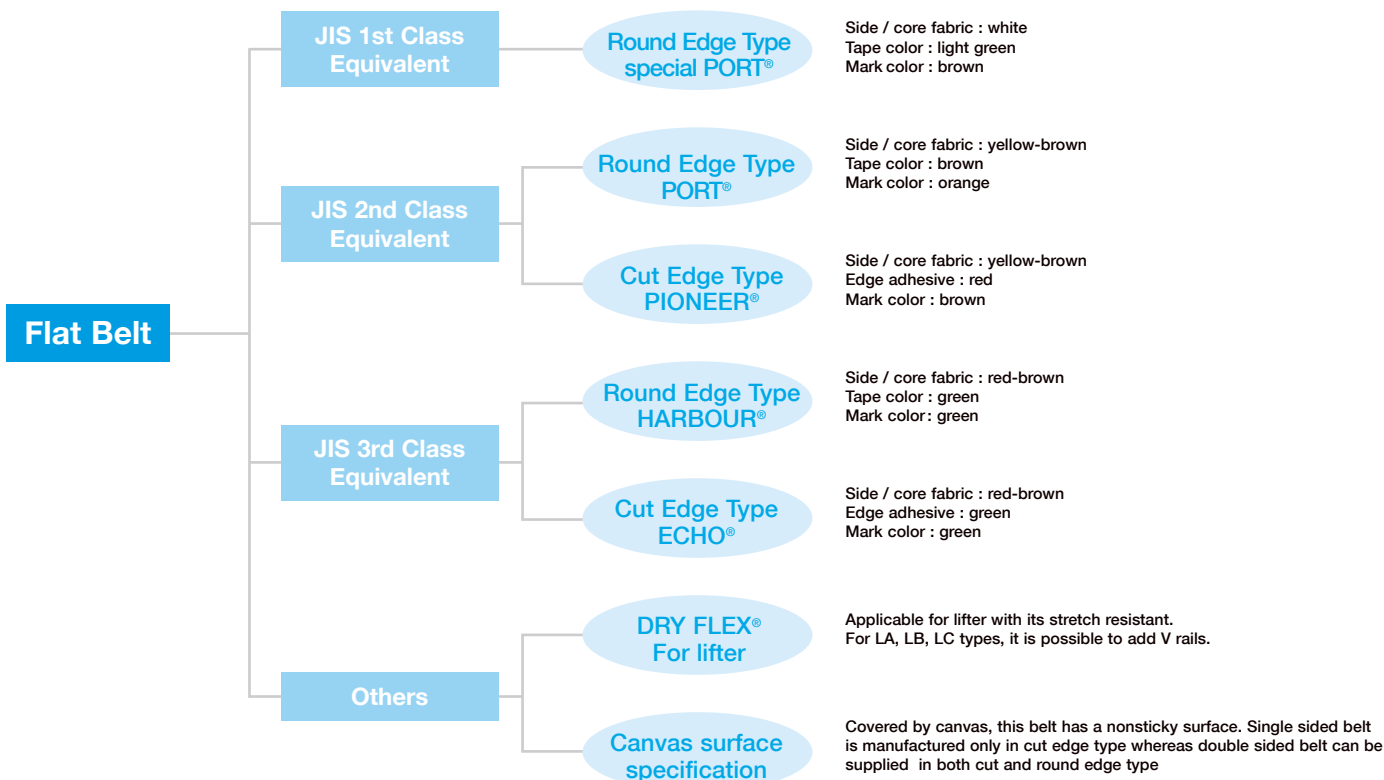 Flat Belt
JIS 1st Class
Equivalent
Round Edge Type
special PORT®
Side / core fabric : white
Tape color : light green
Mark color : brown
JIS 2nd Class
Equivalent
Round Edge Type
PORT®
Side / core fabric : yellow-brown
Tape color : brown
Mark color : orange
Cut Edge Type
PIONEER®
Side / core fabric : yellow-brown
Edge adhesive : red
Mark color : brown
JIS 3rd Class
Equivalent
Round Edge Type
HARBOUR®
Side / core fabric : red-brown
Tape color : green
Mark color : green
Cut Edge Type
ECHO®
Side / core fabric : red-brown
Edge adhesive : green
Mark color : green
Others
DRY FLEX®
For lifter
Applicable for lifter with its stretch resistant.
For LA, LB, LC types, it is possible to add V rails.
Canvas surface
specification
Covered by canvas, this belt has a nonsticky surface. Single sided belt
is manufactured only in cut edge type whereas double sided belt can be
supplied in both cut and round edge type